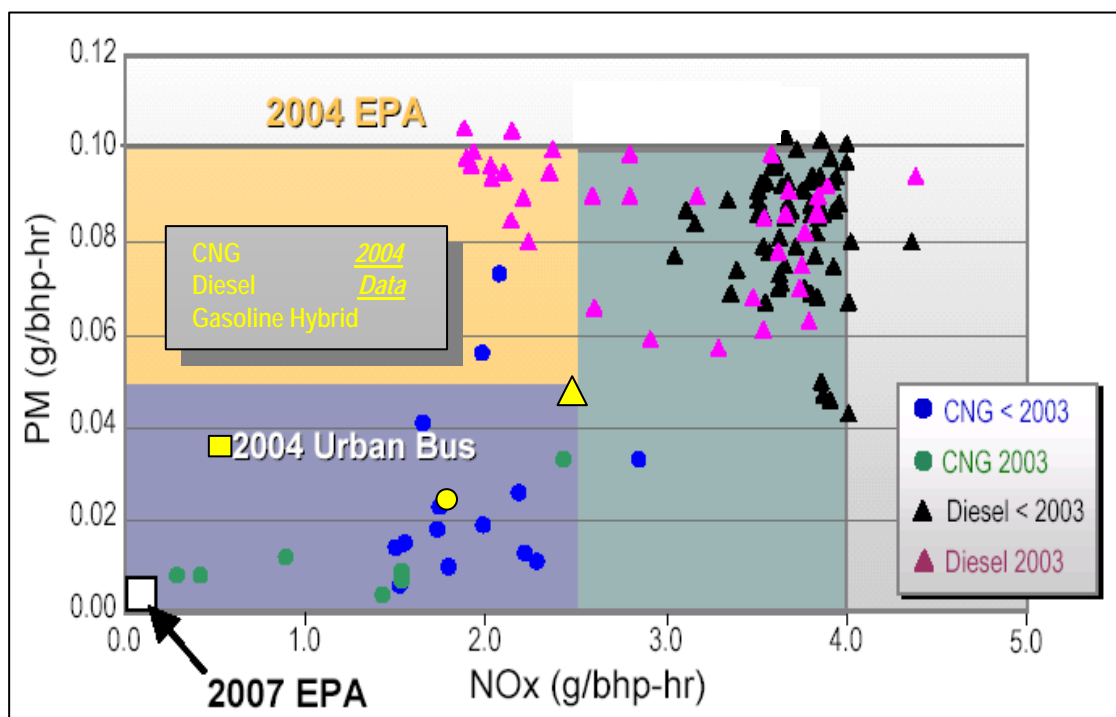 0.12
2004 EPA
0.10
0.08
CNG 2004
Diesel Data
Gasoline Hybrid
0.06
PM (g/bhp-hr)
CNG < 2003
0.04
2004 Urban Bus
CNG 2003
0.02
Diesel < 2003
Diesel 2003
0.00
0.0 1.0 2.0 3.0 4.0 5.0
NOx (g/bhp-hr)
2007 EPA